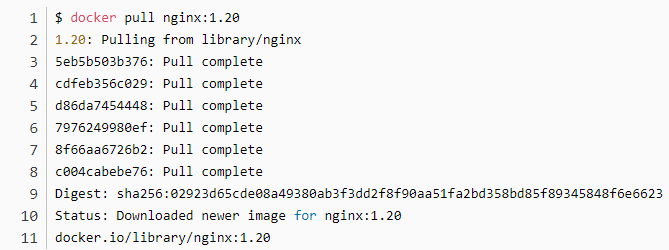 1 $ docker pull nginx:1.20
2 1.20: Pulling from library/nginx
3 5eb5b503b376: Pull complete
4 cdfeb356c029: Pull complete
5 d86da7454448: Pull complete
6 7976249980ef: Pull complete
7 8f66aa6726b2: Pull complete
8 c004cabebe76: Pull complete
9 Digest: sha256:02923d65cde08a49380ab3f3dd2f8f90aa51fa2bd358bd85f89345848f6e6623
10 Status: Downloaded newer image for nginx:1.20
11 docker.io/library/nginx:1.20